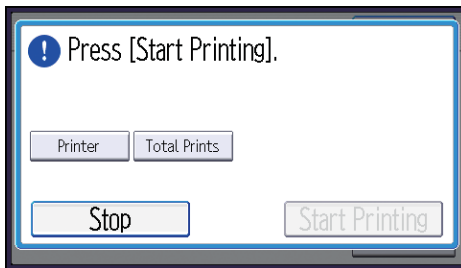 Press [Start Printing].
Printer Total Prints
Stop Start Printing